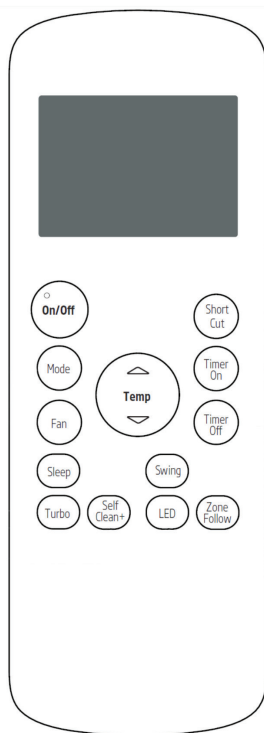 On/Off
Short
Cut
Mode
Temp
Timer
On
Fan
Timer
Off
Sleep
Swing
Turbo
Self
Clean+
LED
Zone
Follow